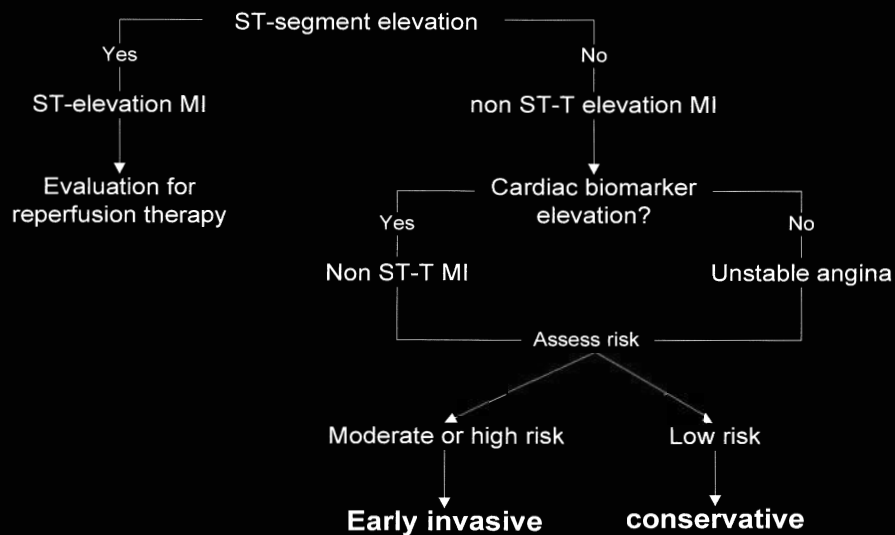 ST-segment elevation
Yes
No
ST-elevation MI
non ST-T elevation MI
Evaluation for
reperfusion therapy
Cardiac biomarker
elevation?
Yes
No
Non ST-T MI
Unstable angina
Assess risk
Moderate or high risk
Low risk
Early invasive
conservative